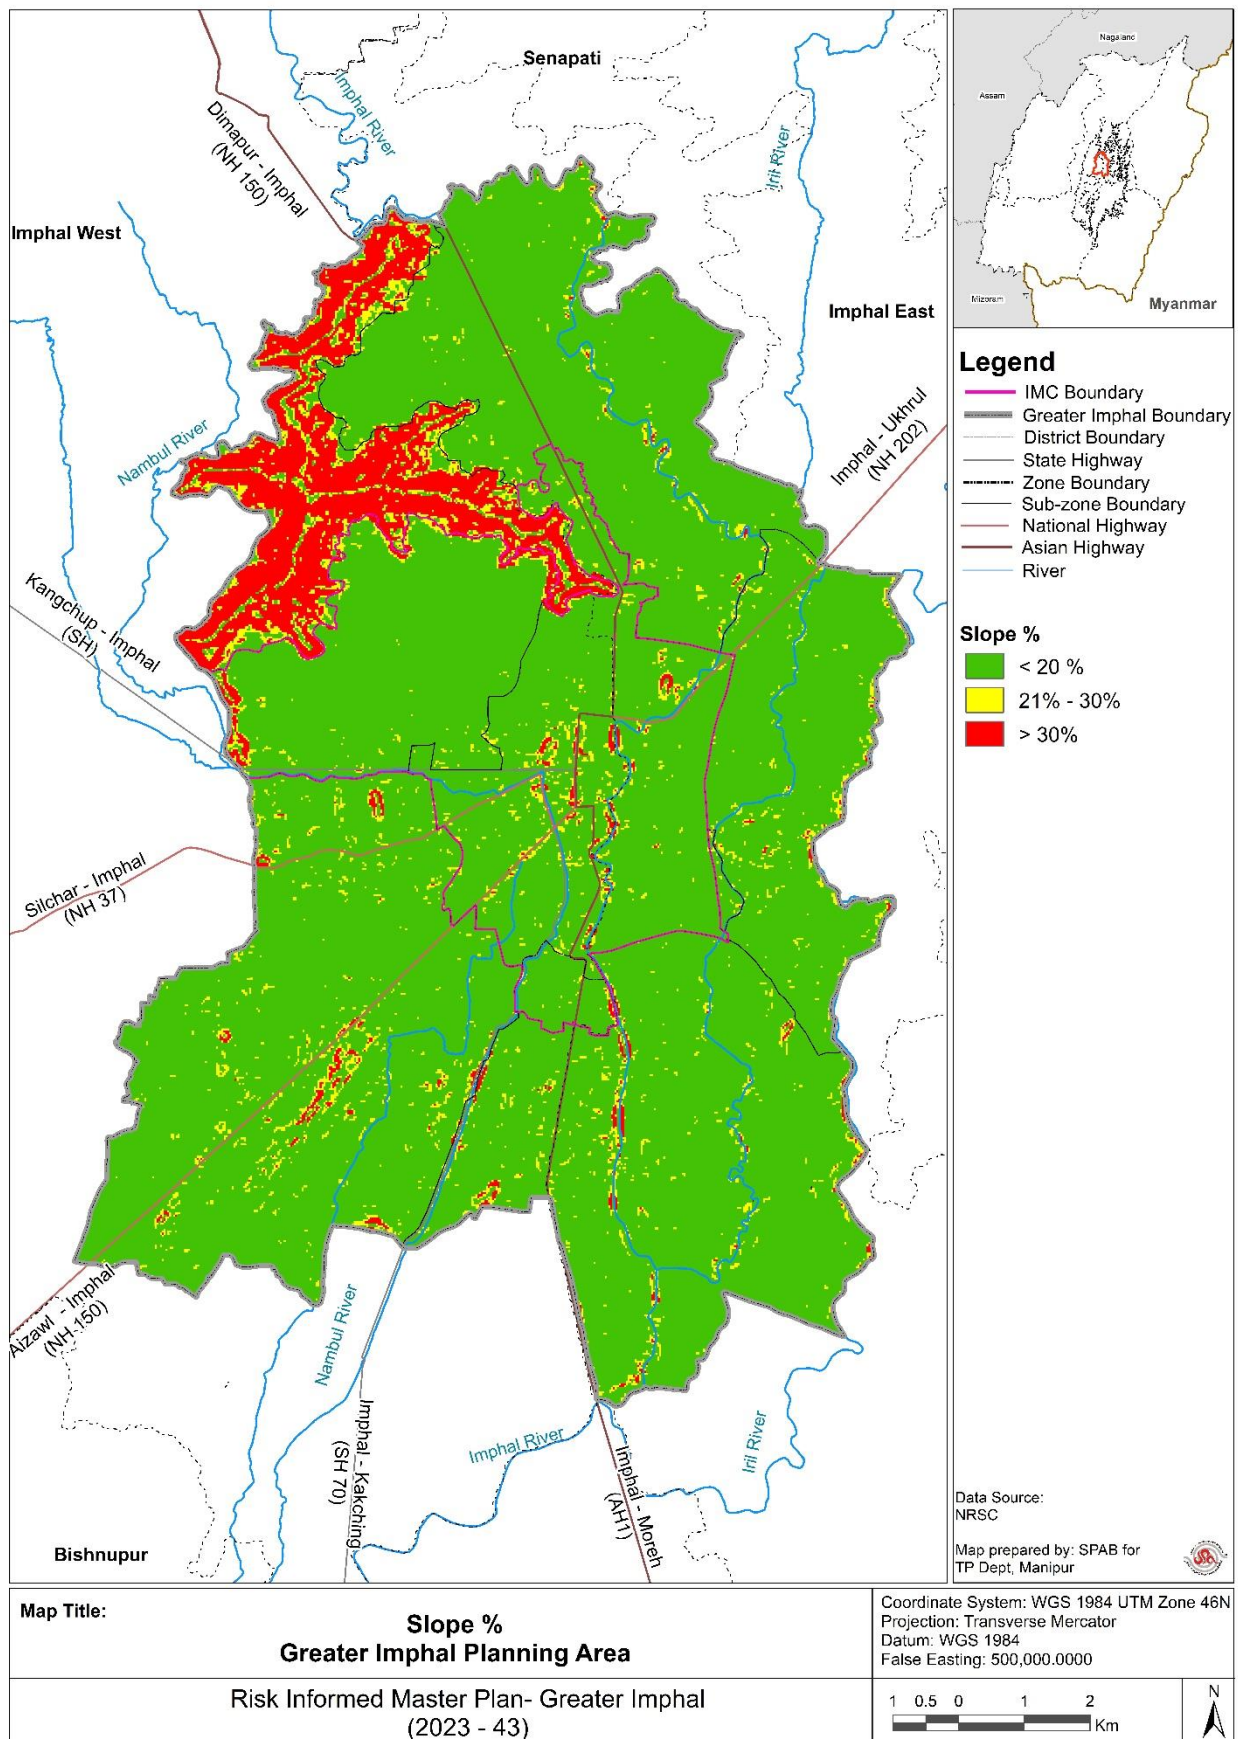 Senapati
Imphal River
Dimapur - Imphal
(NH 150)
Iril River
Imphal West
Imphal East
Nambul River
Imphal - Ukhrul
(NH 202)
Kangchup - Imphal
(SH)
Silchar - Imphal
(NH 37)
Aizawl - Imphal
(NH 150)
Nambul River
Imphal - Kakching
(SH 70)
Imphal River
Imphal - Moreh
(AH1)
Iril River
Bishnupur
Nagaland
Assam
Mizoram
Myanmar
Legend
IMC Boundary
Greater Imphal Boundary
District Boundary
State Highway
Zone Boundary
Sub-zone Boundary
National Highway
Asian Highway
River
Slope %
< 20 %
21% - 30%
> 30%
Data Source:
NRSC
Map prepared by: SPAB for
TP Dept, Manipur
Map Title:
Slope %
Greater Imphal Planning Area
Risk Informed Master Plan- Greater Imphal
(2023 - 43)
Coordinate System: WGS 1984 UTM Zone 46N
Projection: Transverse Mercator
Datum: WGS 1984
False Easting: 500,000.0000
1 0.5 0 1 2
Km
N